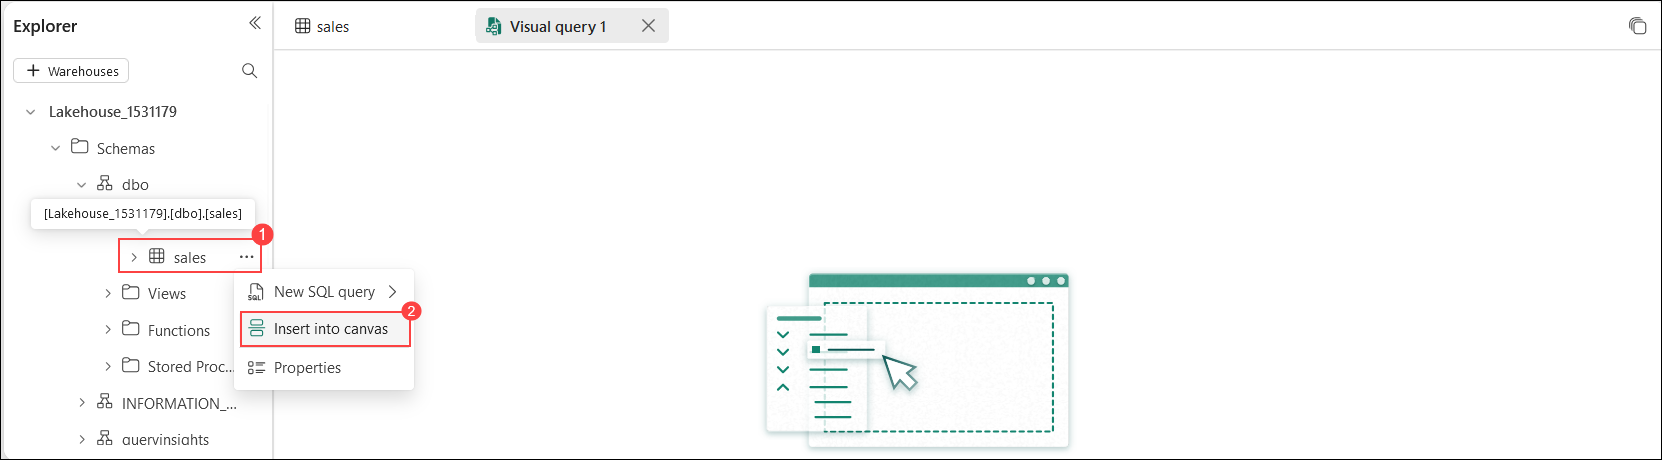 Explorer
sales
Visual query 1
+ Warehouses
Lakehouse_1531179
Schemas
dbo
[Lakehouse_1531179].[dbo].[sales]
1
sales ...
Views
New SQL query
SQL
2
Functions
Insert into canvas
Stored Proc...
Properties
INFORMATION_...
queryinsights